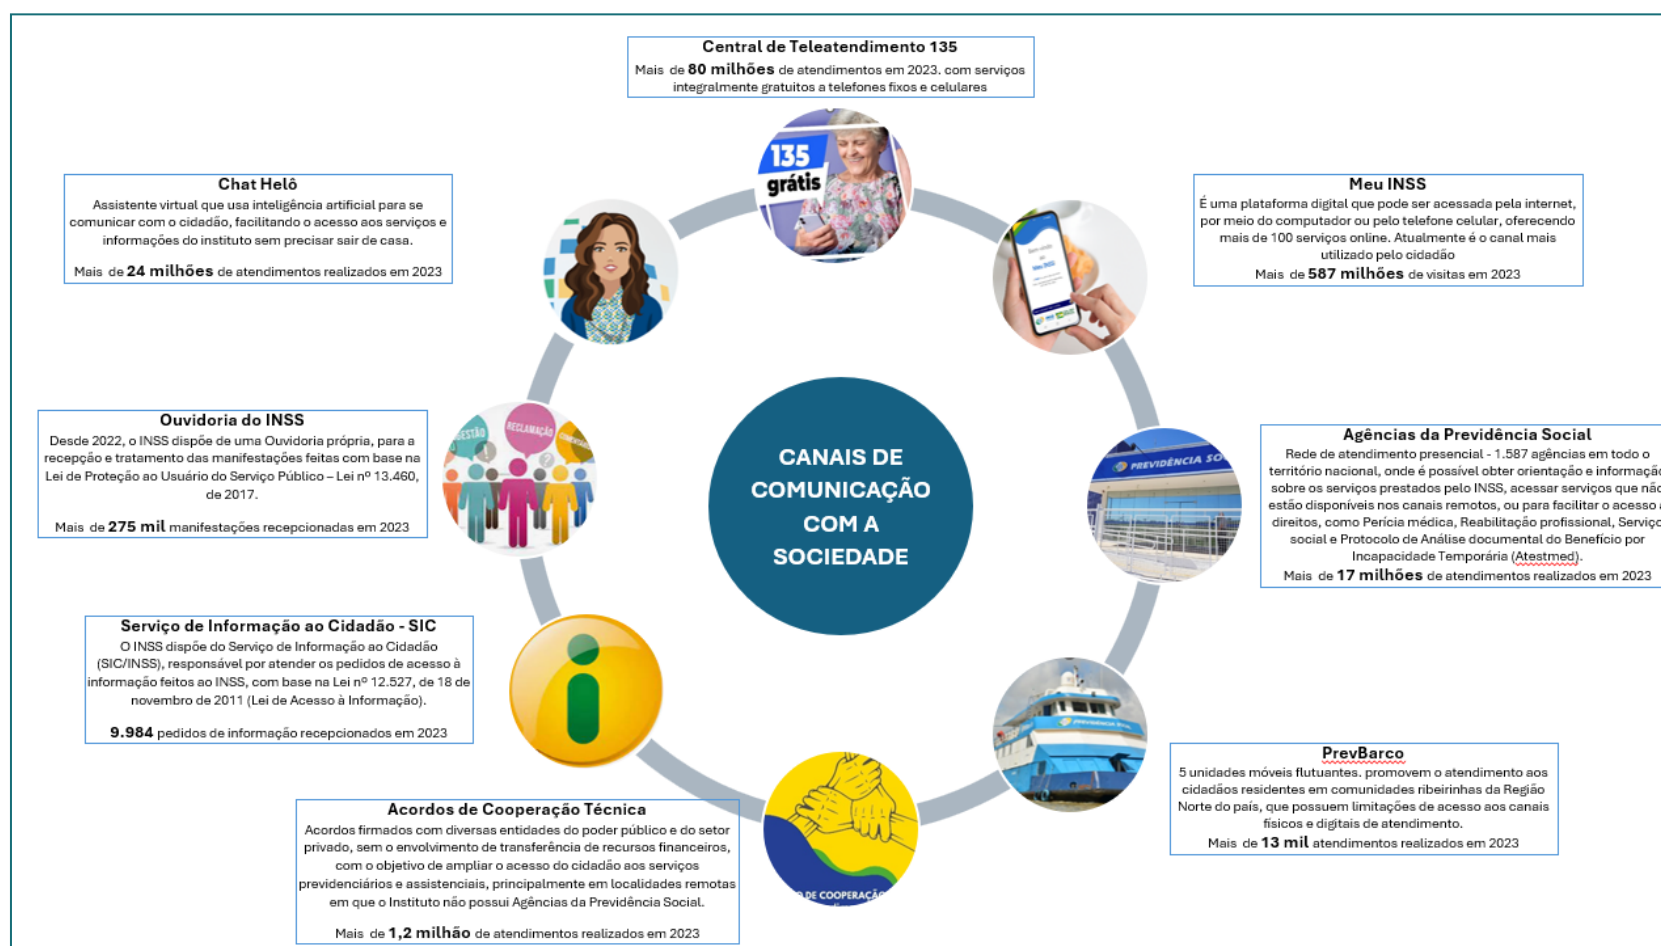 Central de Teleatendimento 135
Mais de 80 milhões de atendimentos em 2023. com serviços
integralmente gratuitos a telefones fixos e celulares
135
grátis
Meu INSS
É uma plataforma digital que pode ser acessada pela internet,
por meio do computador ou pelo telefone celular, oferecendo
mais de 100 serviços online. Atualmente é o canal mais
utilizado pelo cidadão
Mais de 587 milhões de visitas em 2023
Meu INSS
Agências da Previdência Social
Rede de atendimento presencial - 1.587 agências em todo o
território nacional, onde é possível obter orientação e informaçã
sobre os serviços prestados pelo INSS, acessar serviços que não
estão disponíveis nos canais remotos, ou para facilitar o acesso a
direitos, como Perícia médica, Reabilitação profissional, Serviço
social e Protocolo de Análise documental do Benefício por
Incapacidade Temporária (Atestmed).
Mais de 17 milhões de atendimentos realizados em 2023
PREVIDÊNCIA SO
PrevBarco
5 unidades móveis flutuantes. promovem o atendimento aos
cidadãos residentes em comunidades ribeirinhas da Região
Norte do país, que possuem limitações de acesso aos canais
físicos e digitais de atendimento.
Mais de 13 mil atendimentos realizados em 2023
PREVIDÊNCIA SOCIAL
Acordos de Cooperação Técnica
Acordos firmados com diversas entidades do poder público e do setor
privado, sem o envolvimento de transferência de recursos financeiros,
com o objetivo de ampliar o acesso do cidadão aos serviços
previdenciários e assistenciais, principalmente em localidades remotas
em que o Instituto não possui Agências da Previdência Social.
Mais de 1,2 milhão de atendimentos realizados em 2023
O DE COOPERAÇÃO
Serviço de Informação ao Cidadão - SIC
O INSS dispõe do Serviço de Informação ao Cidadão
(SIC/INSS), responsável por atender os pedidos de acesso à
informação feitos ao INSS, com base na Lei nº 12.527, de 18 de
novembro de 2011 (Lei de Acesso à Informação).
9.984 pedidos de informação recepcionados em 2023
i
Ouvidoria do INSS
Desde 2022, o INSS dispõe de uma Ouvidoria própria, para a
recepção e tratamento das manifestações feitas com base na
Lei de Proteção ao Usuário do Serviço Público – Lei nº 13.460,
de 2017.
Mais de 275 mil manifestações recepcionadas em 2023
GESTÃO
RECLAMAÇÃO
Chat Helô
Assistente virtual que usa inteligência artificial para se
comunicar com o cidadão, facilitando o acesso aos serviços e
informações do instituto sem precisar sair de casa.
Mais de 24 milhões de atendimentos realizados em 2023
CANAIS DE
COMUNICAÇÃO
COM A
SOCIEDADE